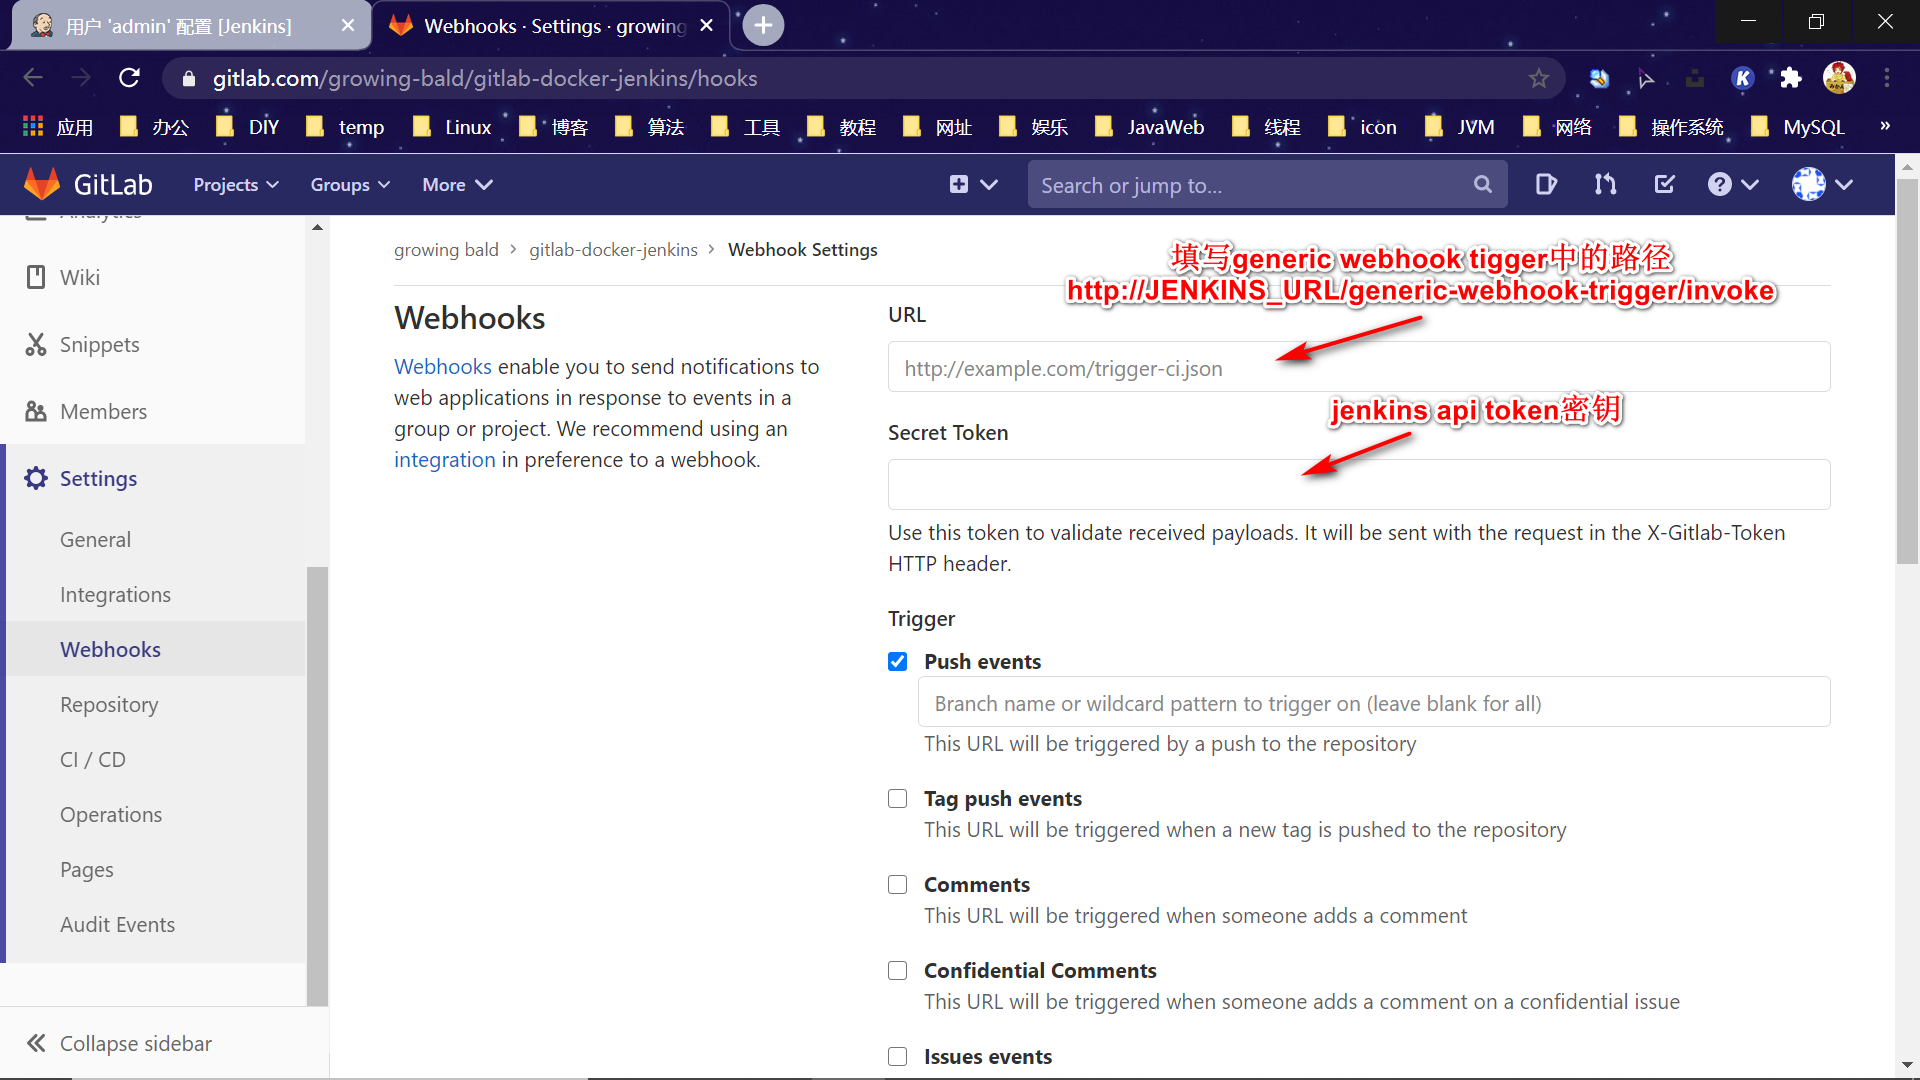 用户 'admin' 配置 [Jenkins]
Webhooks · Settings · growing
gitlab.com/growing-bald/gitlab-docker-jenkins/hooks
应用 办公 DIY temp Linux 博客 算法 工具 教程 网址 娱乐 JavaWeb 线程 icon JVM 网络 操作系统 MySQL »
GitLab Projects Groups More Search or jump to...
Analytics
Wiki
Snippets
Members
Settings
General
Integrations
Webhooks
Repository
CI / CD
Operations
Pages
Audit Events
Collapse sidebar
growing bald > gitlab-docker-jenkins > Webhook Settings
填写generic webhook tigger中的路径
http://JENKINS_URL/generic-webhook-trigger/invoke
Webhooks
Webhooks enable you to send notifications to
web applications in response to events in a
group or project. We recommend using an
integration in preference to a webhook.
URL
http://example.com/trigger-ci.json
jenkins api token密钥
Secret Token
Use this token to validate received payloads. It will be sent with the request in the X-Gitlab-Token
HTTP header.
Trigger
Push events
Branch name or wildcard pattern to trigger on (leave blank for all)
This URL will be triggered by a push to the repository
Tag push events
This URL will be triggered when a new tag is pushed to the repository
Comments
This URL will be triggered when someone adds a comment
Confidential Comments
This URL will be triggered when someone adds a comment on a confidential issue
Issues events